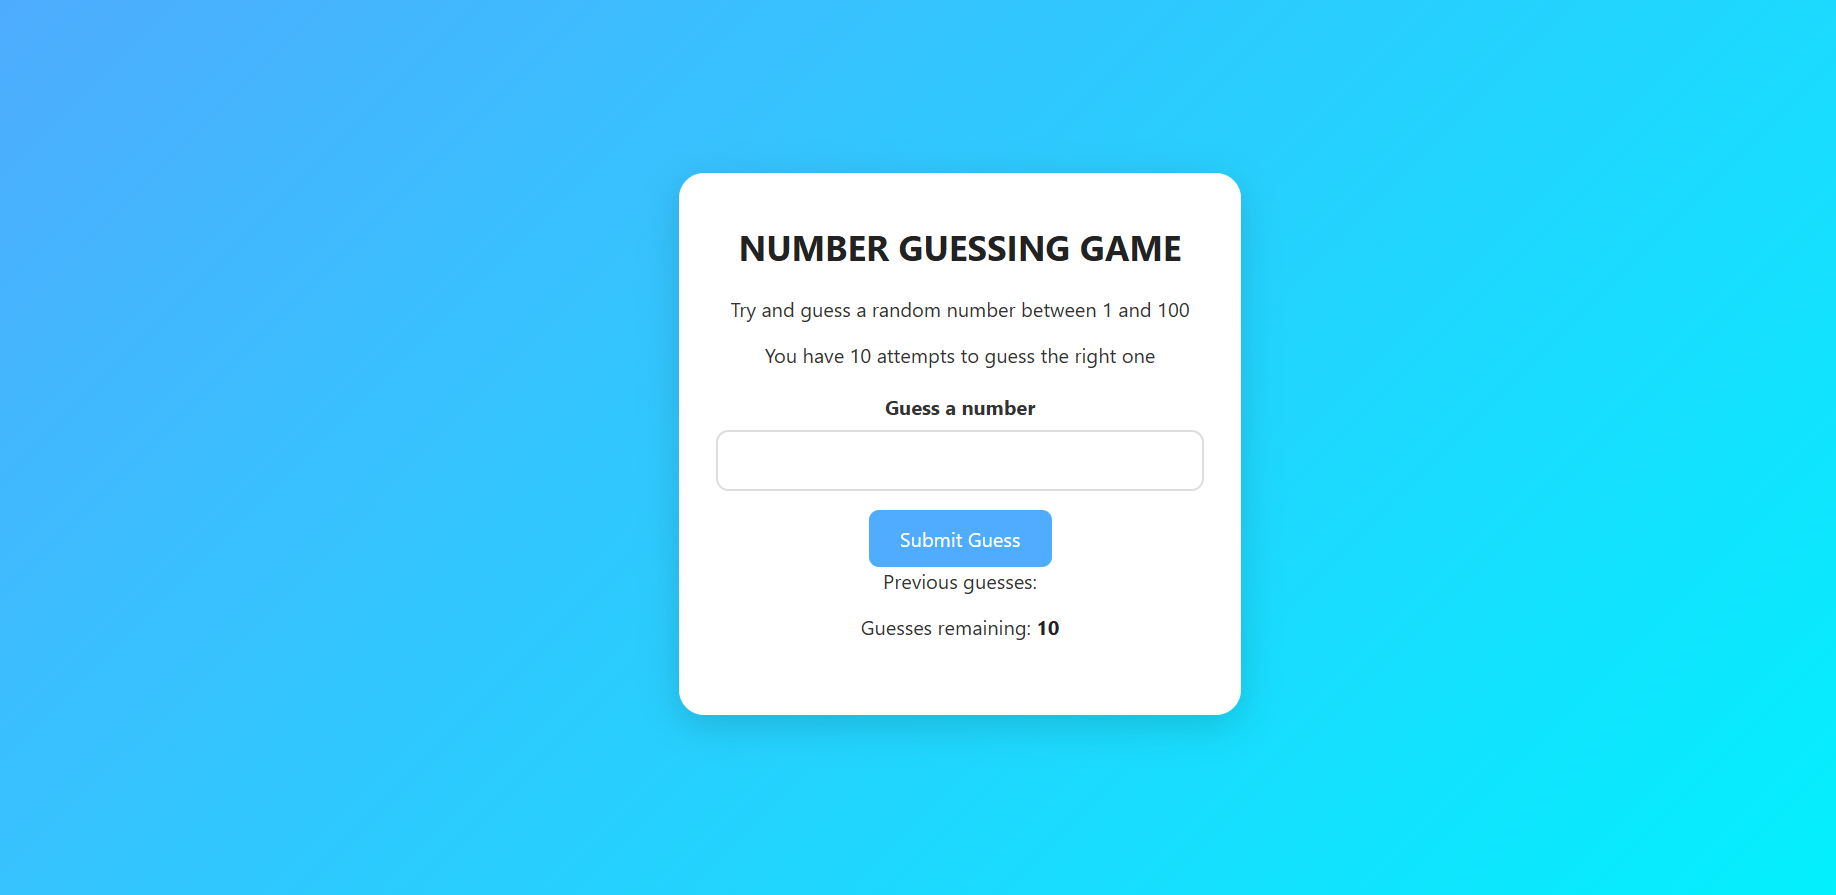 NUMBER GUESSING GAME
Try and guess a random number between 1 and 100
You have 10 attempts to guess the right one
Guess a number
Submit Guess
Previous guesses:
Guesses remaining: 10